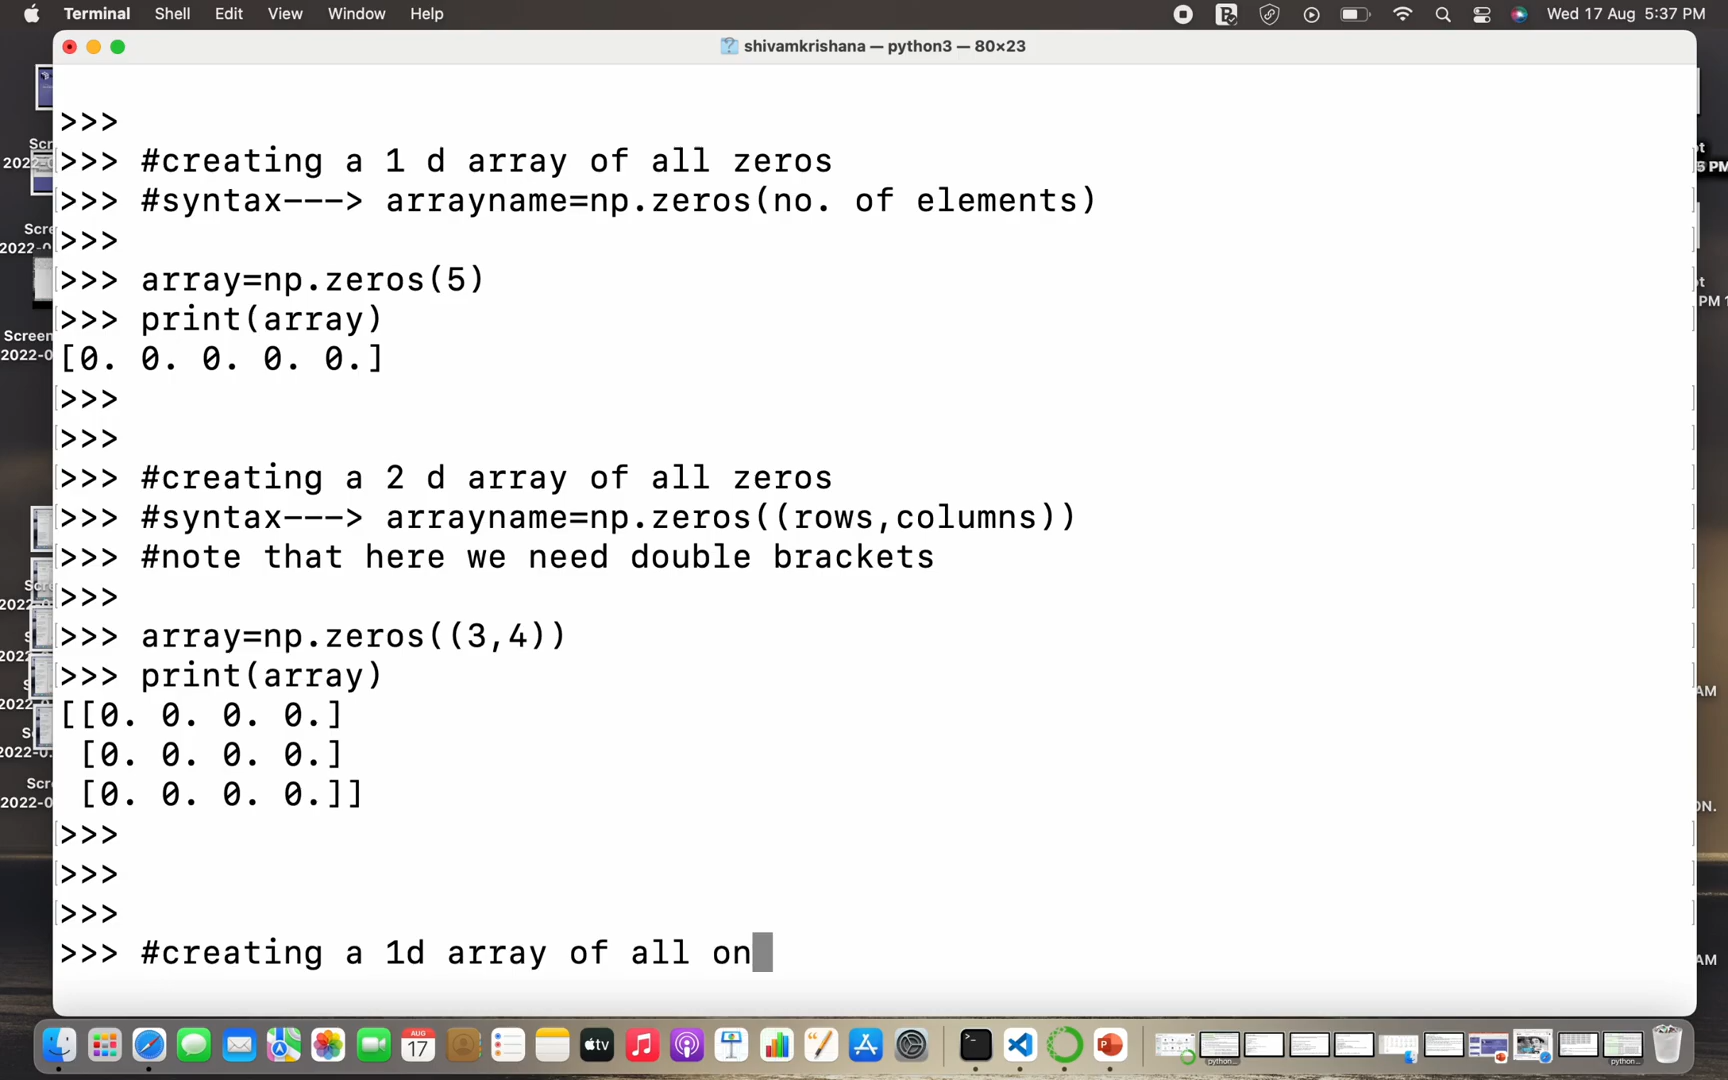 Terminal Shell Edit View Window Help Wed 17 Aug 5:37 PM
shivamkrishana — python3 — 80×23
>>>
>>> #creating a 1 d array of all zeros
>>> #syntax---> arrayname=np.zeros(no. of elements)
>>>
>>> array=np.zeros(5)
>>> print(array)
[0. 0. 0. 0. 0.]
>>>
>>>
>>> #creating a 2 d array of all zeros
>>> #syntax---> arrayname=np.zeros((rows,columns))
>>> #note that here we need double brackets
>>>
>>> array=np.zeros((3,4))
>>> print(array)
[[0. 0. 0. 0.]
[0. 0. 0. 0.]
[0. 0. 0. 0.]]
>>>
>>>
>>>
>>> #creating a 1d array of all on
AUG
17
tv